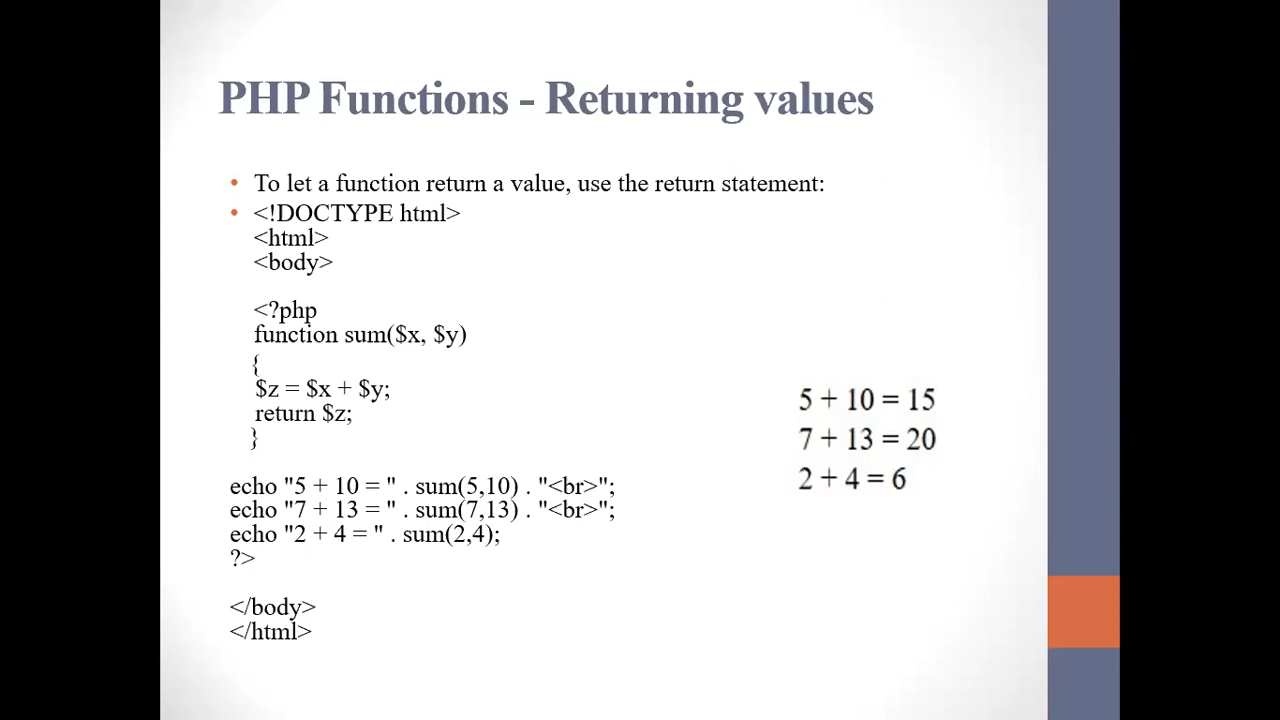 PHP Functions - Returning values
• To let a function return a value, use the return statement:
• <!DOCTYPE html>
<html>
<body>
<?php
function sum($x, $y)
{
$z = $x + $y;
return $z;
}
echo "5 + 10 = " . sum(5,10) . "<br>";
echo "7 + 13 = " . sum(7,13) . "<br>";
echo "2 + 4 = " . sum(2,4);
?>
</body>
</html>
5 + 10 = 15
7 + 13 = 20
2 + 4 = 6